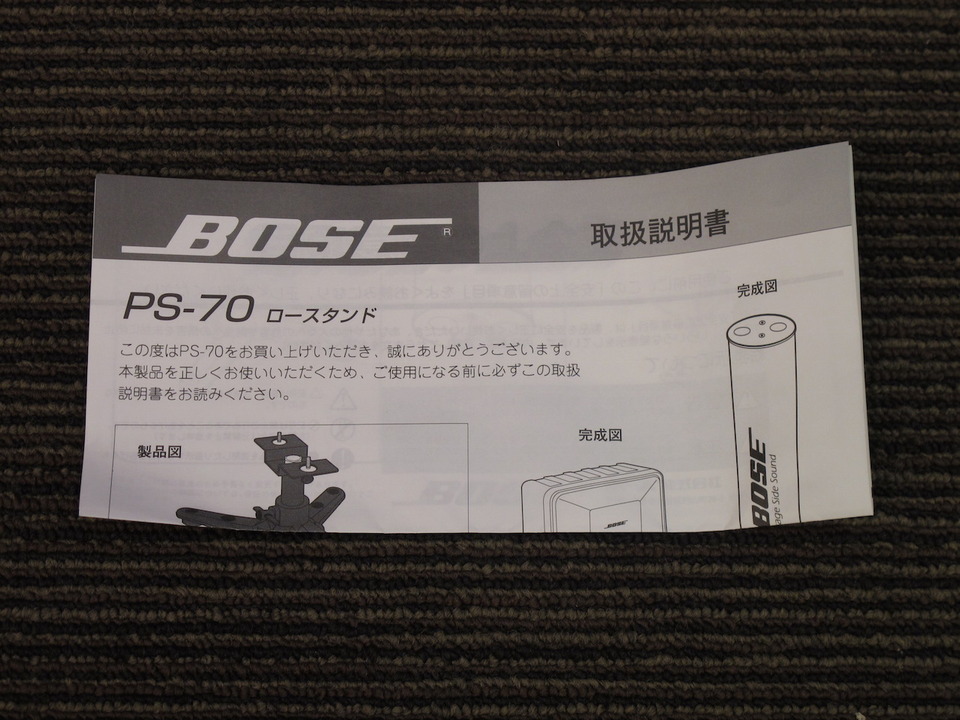 BOSE®
取扱説明書
PS-70 ロースタンド
この度はPS-70をお買い上げいただき、誠にありがとうございます。
本製品を正しくお使いいただくため、ご使用になる前に必ずこの取扱
説明書をお読みください。
製品図
完成図
BOSE
完成図
BOSE
Side Sound